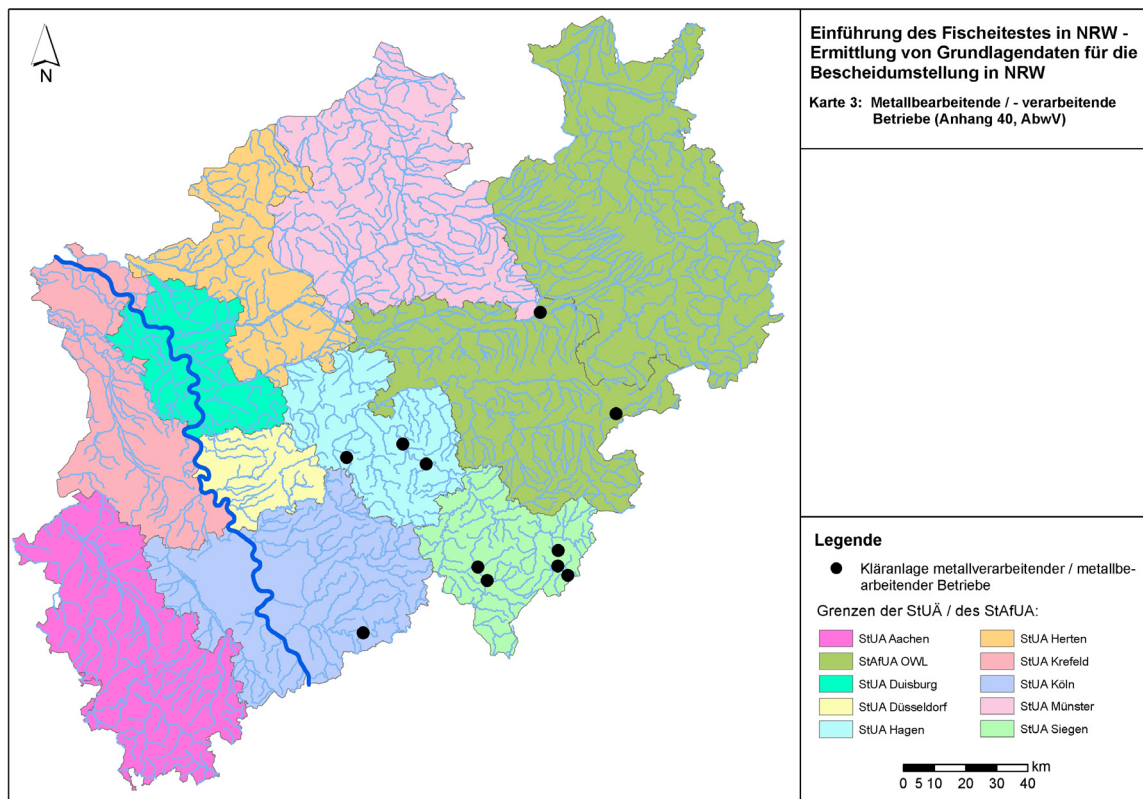 N
Einführung des Fischeitestes in NRW -
Ermittlung von Grundlagendaten für die
Bescheidumstellung in NRW
Karte 3: Metallbearbeitende / - verarbeitende
Betriebe (Anhang 40, AbwV)
Legende
Kläranlage metallverarbeitender / metallbe-
arbeitender Betriebe
Grenzen der StUÄ / des StAfUA:
StUA Aachen
StAfUA OWL
StUA Duisburg
StUA Düsseldorf
StUA Hagen
StUA Herten
StUA Krefeld
StUA Köln
StUA Münster
StUA Siegen
km
0 5 10 20 30 40